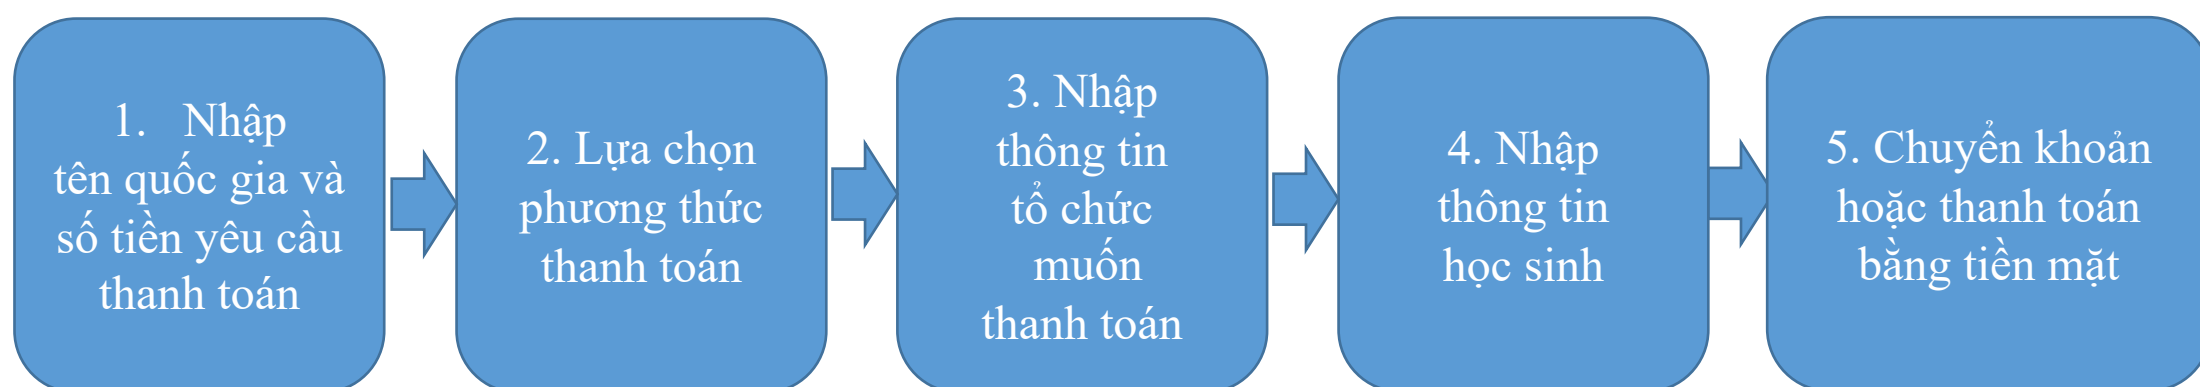 1. Nhập
tên quốc gia và
số tiền yêu cầu
thanh toán
2. Lựa chọn
phương thức
thanh toán
3. Nhập
thông tin
tổ chức
muốn
thanh toán
4. Nhập
thông tin
học sinh
5. Chuyển khoản
hoặc thanh toán
bằng tiền mặt